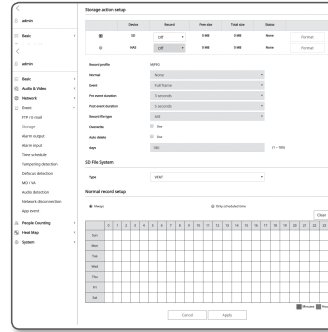 admin
Basic
admin
Basic
Audio & Video
Network
Event
FTP / E-mail
Storage
Alarm output
Alarm input
Time schedule
Tampering detection
Defocus detection
MD / VA
Audio detection
Network disconnection
App event
People Counting
Heat Map
System
Storage action setup
Device Record Free size Total size Status
SD Off 0 MB 0 MB None Format
NAS Off 0 MB 0 MB None Format
Record profile MJPEG
Normal None
Event Full frame
Pre event duration 5 seconds
Post event duration 5 seconds
Record file type AVI
Overwrite Use
Auto delete Use
Days 180 (1 ~ 180)
SD File System
Type VFAT
Normal record setup
Always Only scheduled time
Clear
0 1 2 3 4 5 6 7 8 9 10 11 12 13 14 15 16 17 18 19 20 21 22 23
Sun
Mon
Tue
Wed
Thu
Fri
Sat
Minutes
Cancel Apply